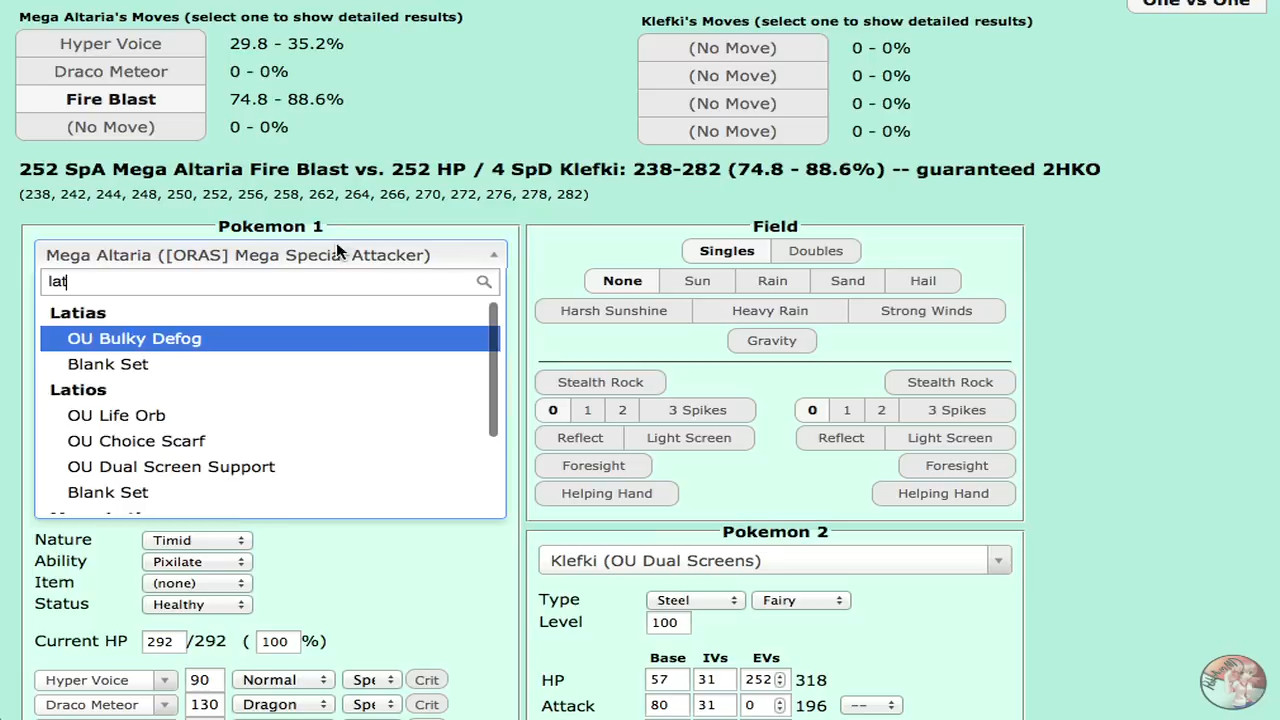 One vs One
Mega Altaria's Moves (select one to show detailed results)
Klefki's Moves (select one to show detailed results)
Hyper Voice 29.8 - 35.2%
(No Move) 0 - 0%
Draco Meteor 0 - 0%
(No Move) 0 - 0%
Fire Blast 74.8 - 88.6%
(No Move) 0 - 0%
(No Move) 0 - 0%
(No Move) 0 - 0%
252 SpA Mega Altaria Fire Blast vs. 252 HP / 4 SpD Klefki: 238-282 (74.8 - 88.6%) -- guaranteed 2HKO
(238, 242, 244, 248, 250, 252, 256, 258, 262, 264, 266, 270, 272, 276, 278, 282)
Pokemon 1
Mega Altaria ([ORAS] Mega Special Attacker)
lat
Latias
OU Bulky Defog
Blank Set
Latios
OU Life Orb
OU Choice Scarf
OU Dual Screen Support
Blank Set
Nature Timid
Ability Pixilate
Item (none)
Status Healthy
Current HP 292 /292 ( 100 %)
Hyper Voice 90 Normal Spe Crit
Draco Meteor 130 Dragon Spe Crit
Field
Singles Doubles
None Sun Rain Sand Hail
Harsh Sunshine Heavy Rain Strong Winds
Gravity
Stealth Rock Stealth Rock
0 1 2 3 Spikes 0 1 2 3 Spikes
Reflect Light Screen Reflect Light Screen
Foresight Foresight
Helping Hand Helping Hand
Pokemon 2
Klefki (OU Dual Screens)
Type Steel Fairy
Level 100
Base IVs EVs
HP 57 31 252 318
Attack 80 31 0 196 --